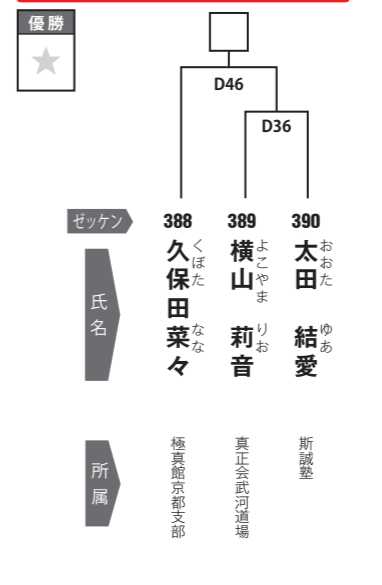 優勝
D46
D36
ゼッケン
388
389
390
氏名
久保田 菜々
くぼた なな
横山 莉音
よこやま りお
太田 結愛
おおた ゆあ
所属
極真館京都支部
真正会武河道場
斯誠塾